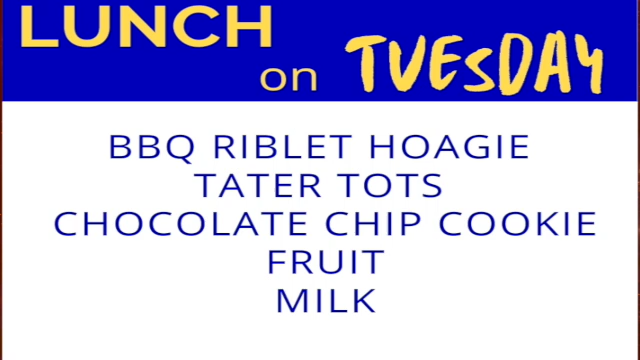 LUNCH
on TUESDAY
BBQ RIBLET HOAGIE
TATER TOTS
CHOCOLATE CHIP COOKIE
FRUIT
MILK